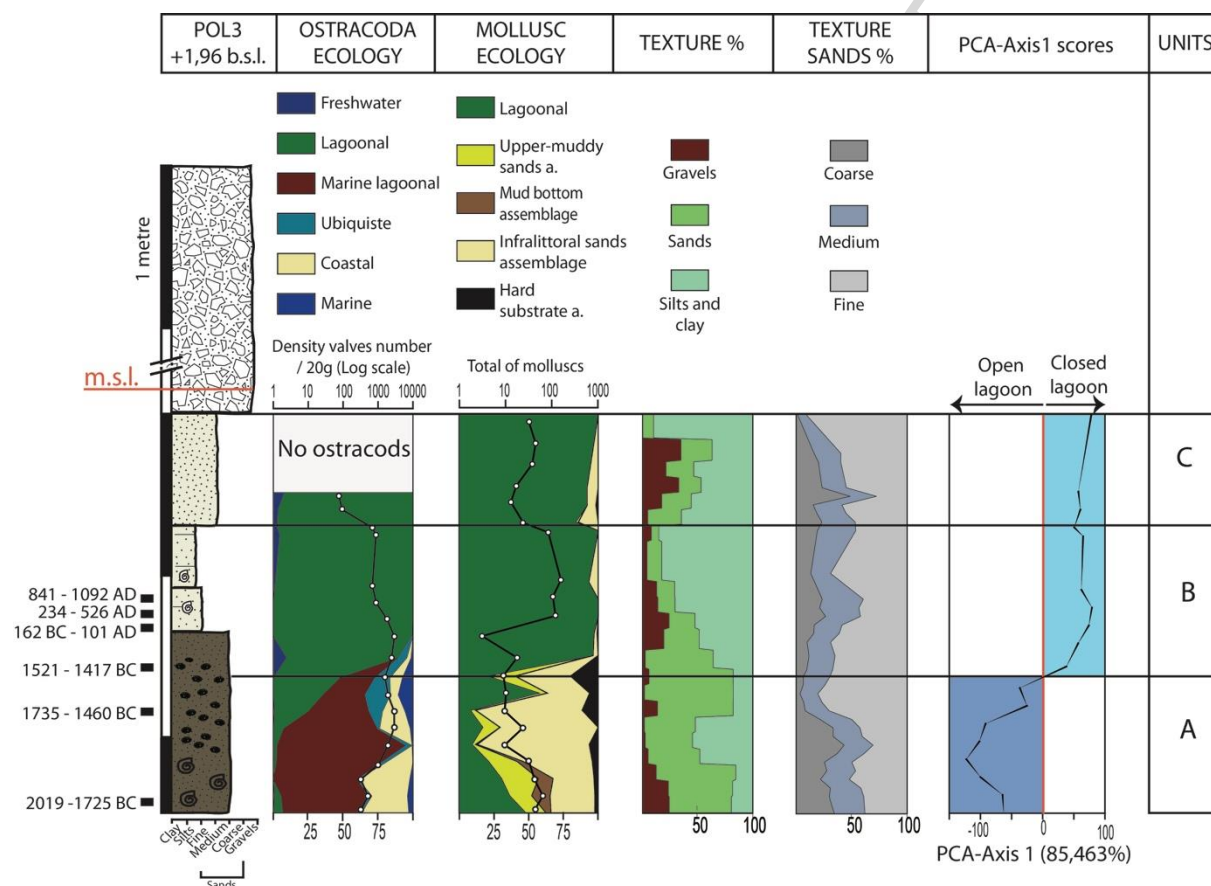 POL3
+1,96 b.s.l.
OSTRACODA
ECOLOGY
MOLLUSC
ECOLOGY
TEXTURE %
TEXTURE
SANDS %
PCA-Axis1 scores
UNITS
Freshwater
Lagoonal
Marine lagoonal
Ubiquiste
Coastal
Marine
Lagoonal
Upper-muddy
sands a.
Mud bottom
assemblage
Infralittoral sands
assemblage
Hard
substrate a.
Gravels
Sands
Silts and
clay
Coarse
Medium
Fine
1 metre
m.s.l.
Density valves number
/ 20g (Log scale)
1 10 100 1000 10000
Total of molluscs
1 10 100 1000
Open
lagoon
Closed
lagoon
No ostracods
C
B
A
841 - 1092 AD
234 - 526 AD
162 BC - 101 AD
1521 - 1417 BC
1735 - 1460 BC
2019 -1725 BC
Clay
Silts
Fine
Medium
Coarse
Gravels
Sands
25 50 75
25 50 75
50 100
50 100
-100 0 100
PCA-Axis 1 (85,463%)